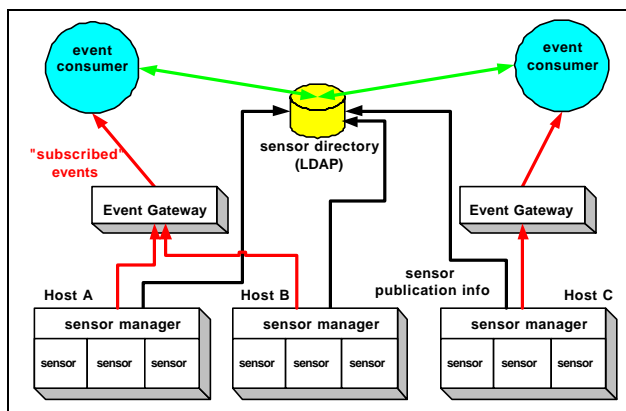 event
consumer
event
consumer
sensor directory
(LDAP)
"subscribed"
events
Event Gateway
Event Gateway
sensor
publication info
Host A
Host B
Host C
sensor manager
sensor manager
sensor manager
sensor sensor sensor
sensor sensor sensor
sensor sensor sensor